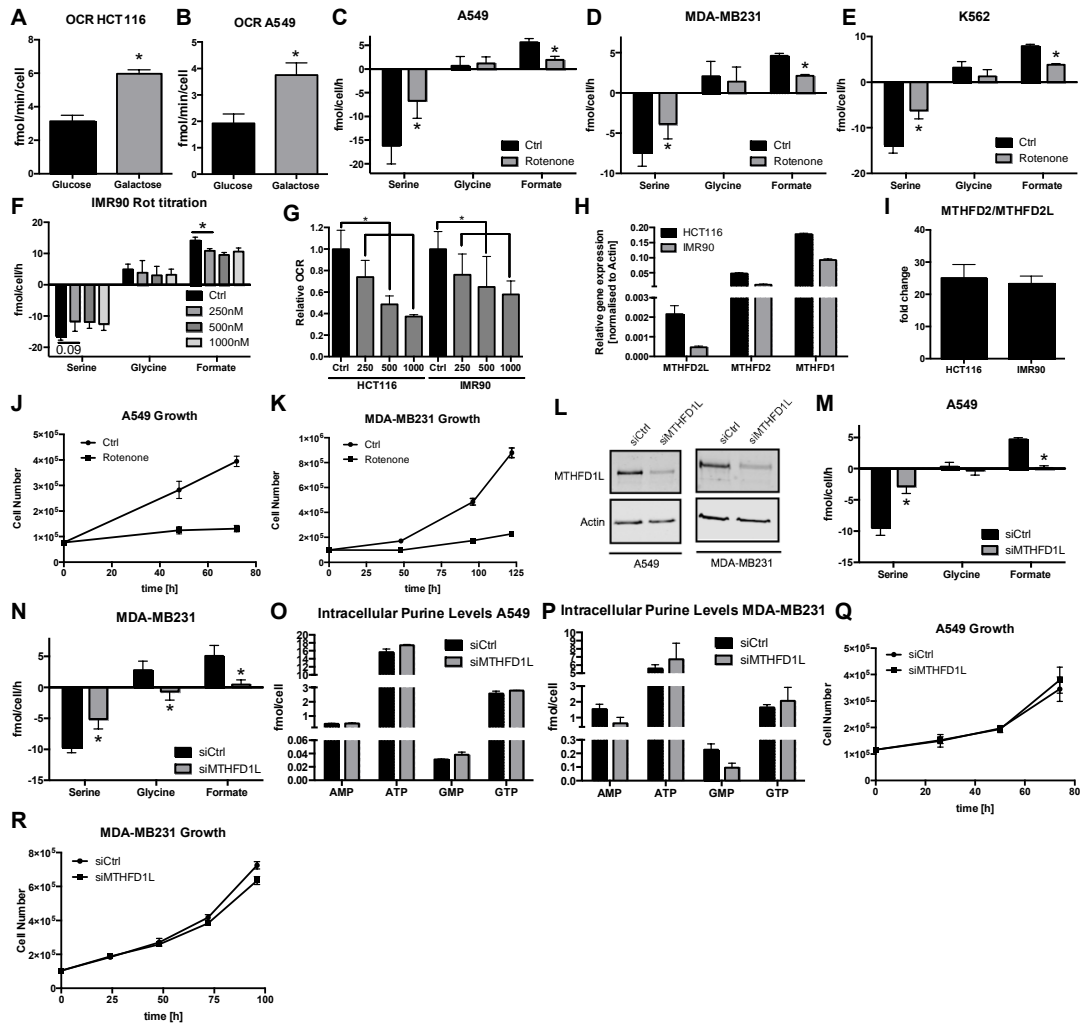 A
OCR HCT116
fmol/min/cell
8
6
4
2
0
*
Glucose
Galactose
B
OCR A549
fmol/min/cell
6
4
2
0
*
Glucose
Galactose
C
A549
fmol/cell/h
10
5
0
-5
-10
-15
-20
*
*
Ctrl
Rotenone
Serine
Glycine
Formate
D
MDA-MB231
fmol/cell/h
10
5
0
-5
-10
*
*
Ctrl
Rotenone
Serine
Glycine
Formate
E
K562
fmol/cell/h
10
0
-10
-20
*
*
Ctrl
Rotenone
Serine
Glycine
Formate
F
IMR90 Rot titration
fmol/cell/h
20
10
0
-10
-20
*
0.09
Ctrl
250nM
500nM
1000nM
Serine
Glycine
Formate
G
Relative OCR
1.2
1.0
0.8
0.6
0.4
0.2
0.0
*
*
Ctrl 250 500 1000 Ctrl 250 500 1000
HCT116 IMR90
H
Relative gene expression
[normalised to Actin]
0.20
0.15
0.10
0.05
0.003
0.002
0.001
0.000
HCT116
IMR90
MTHFD2L
MTHFD2
MTHFD1
I
MTHFD2/MTHFD2L
fold change
40
30
20
10
0
HCT116
IMR90
J
A549 Growth
Cell Number
5×10⁵
4×10⁵
3×10⁵
2×10⁵
1×10⁵
0
Ctrl
Rotenone
0 20 40 60 80
time [h]
K
MDA-MB231 Growth
Cell Number
1×10⁶
8×10⁵
6×10⁵
4×10⁵
2×10⁵
0
Ctrl
Rotenone
0 25 50 75 100 125
time [h]
L
siCtrl
siMTHFD1L
siCtrl
siMTHFD1L
MTHFD1L
Actin
A549
MDA-MB231
M
A549
fmol/cell/h
5
0
-5
-10
-15
*
*
siCtrl
siMTHFD1L
Serine
Glycine
Formate
N
MDA-MB231
fmol/cell/h
5
0
-5
-10
-15
*
*
*
siCtrl
siMTHFD1L
Serine
Glycine
Formate
O
Intracellular Purine Levels A549
fmol/cell
20
18
16
14
12
10
3
2
1
0.06
0.04
0.02
0.00
siCtrl
siMTHFD1L
AMP
ATP
GMP
GTP
P
Intracellular Purine Levels MDA-MB231
fmol/cell
10
9
8
7
6
5
3
2
1
0.3
0.2
0.1
0.0
siCtrl
siMTHFD1L
AMP
ATP
GMP
GTP
Q
A549 Growth
Cell Number
5×10⁵
4×10⁵
3×10⁵
2×10⁵
1×10⁵
0
siCtrl
siMTHFD1L
0 20 40 60 80
time [h]
R
MDA-MB231 Growth
Cell Number
8×10⁵
6×10⁵
4×10⁵
2×10⁵
0
siCtrl
siMTHFD1L
0 25 50 75 100
time [h]